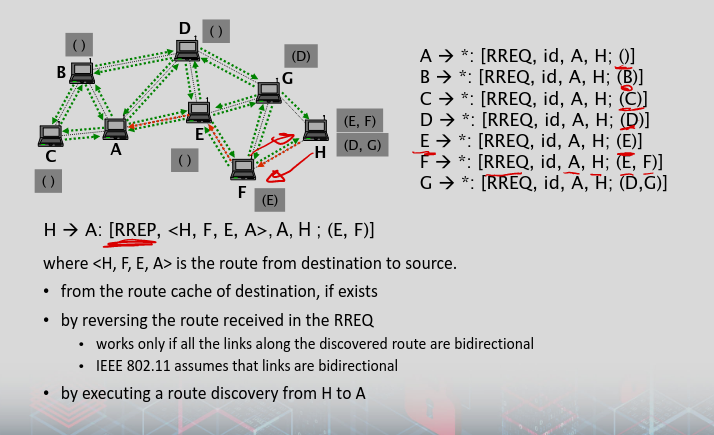 D ( )
( )
(D)
B
G
(E, F)
E
A
H
(D, G)
C
( )
( )
F
(E)
A → *: [RREQ, id, A, H; ()]
B → *: [RREQ, id, A, H; (B)]
C → *: [RREQ, id, A, H; (C)]
D → *: [RREQ, id, A, H; (D)]
E → *: [RREQ, id, A, H; (E)]
F → *: [RREQ, id, A, H; (E, F)]
G → *: [RREQ, id, A, H; (D,G)]
H → A: [RREP, <H, F, E, A>, A, H ; (E, F)]
where <H, F, E, A> is the route from destination to source.
• from the route cache of destination, if exists
• by reversing the route received in the RREQ
• works only if all the links along the discovered route are bidirectional
• IEEE 802.11 assumes that links are bidirectional
• by executing a route discovery from H to A